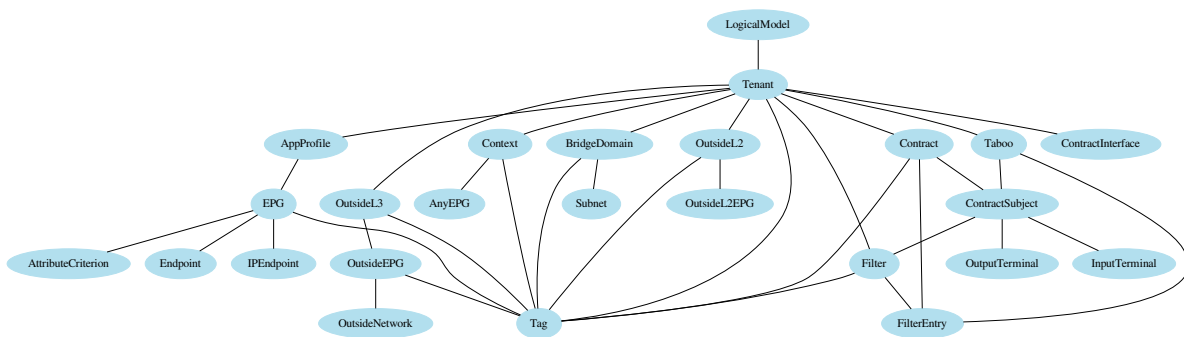 LogicalModel
Tenant
AppProfile
Context
BridgeDomain
OutsideL2
Contract
Taboo
ContractInterface
EPG
OutsideL3
AnyEPG
Subnet
OutsideL2EPG
ContractSubject
AttributeCriterion
Endpoint
IPEndpoint
OutsideEPG
Filter
OutputTerminal
InputTerminal
OutsideNetwork
Tag
FilterEntry